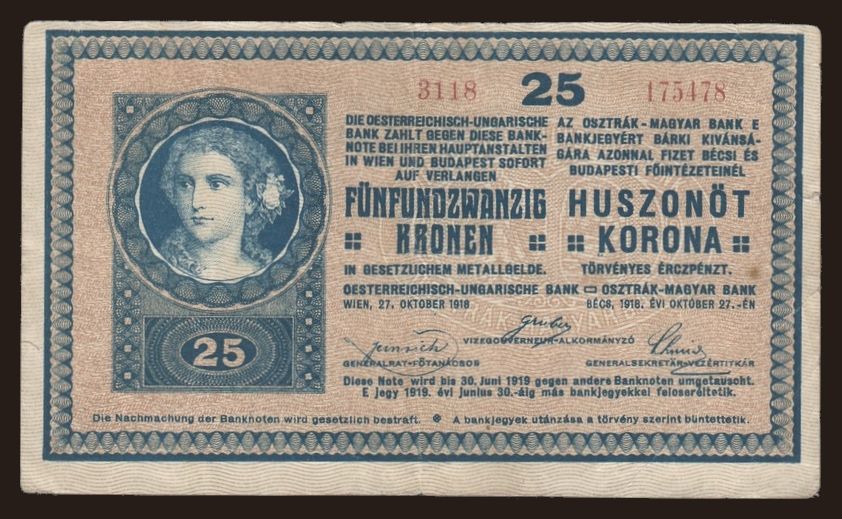 3118 25 175478
DIE OESTERREICHISCH-UNGARISCHE
BANK ZAHLT GEGEN DIESE BANK-
NOTE BEI IHREN HAUPTANSTALTEN
IN WIEN UND BUDAPEST SOFORT
AUF VERLANGEN
FÜNFUNDZWANZIG
KRONEN
IN GESETZLICHEM METALLGELDE.
OESTERREICHISCH-UNGARISCHE BANK
WIEN, 27. OKTOBER 1918
AZ OSZTRÁK-MAGYAR BANK E
BANKJEGYÉRT BÁRKI KIVÁNSÁ-
GÁRA AZONNAL FIZET BÉCSI ÉS
BUDAPESTI FŐINTÉZETEINÉL
HUSZONÖT
KORONA
TÖRVÉNYES ÉRCZPÉNZT.
OSZTRÁK-MAGYAR BANK
BÉCS, 1918. ÉVI OKTÓBER 27.-ÉN
Gruber
VIZEGOUVERNEUR-ALKORMÁNYZÓ
GENERALRAT-FŐTANÁCSOS
GENERALSEKRETÄR-VEZÉRTITKÁR
25
Diese Note wird bis 30. Juni 1919 gegen andere Banknoten umgetauscht.
E jegy 1919. évi junius 30.-áig más bankjegyekkel felcseréltetik.
Die Nachmachung der Banknoten wird gesetzlich bestraft. ※ A bankjegyek utánzása a törvény szerint büntettetik.